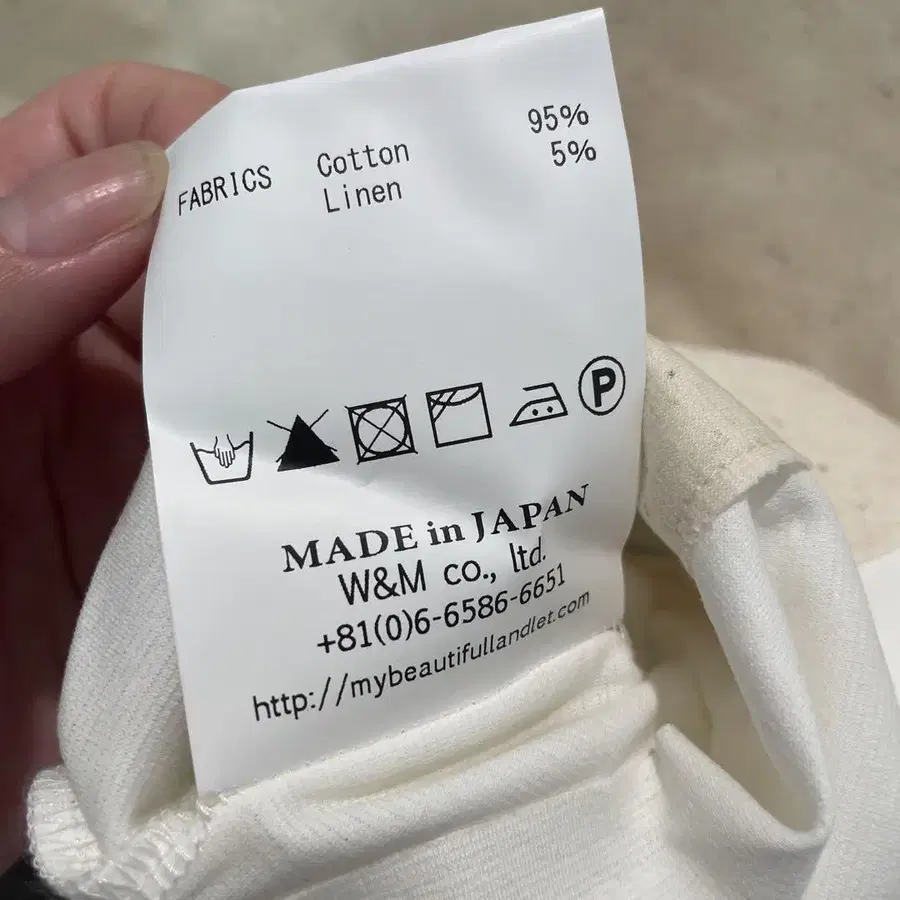 FABRICS Cotton 95%
Linen 5%
P
MADE in JAPAN
W&M co., ltd.
+81(0)6-6586-6651
http://mybeautifullandlet.com